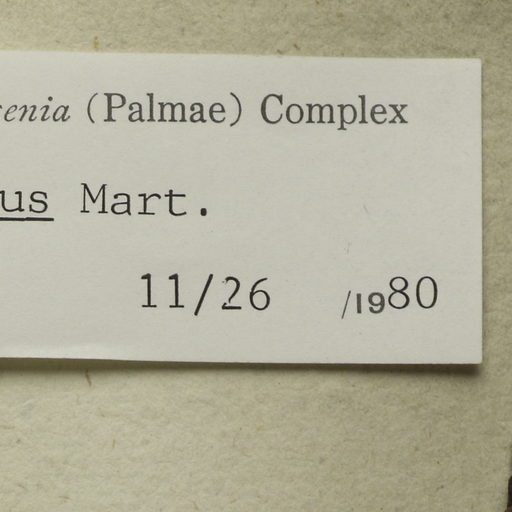 enia (Palmae) Complex
us Mart.
11/26 /1980